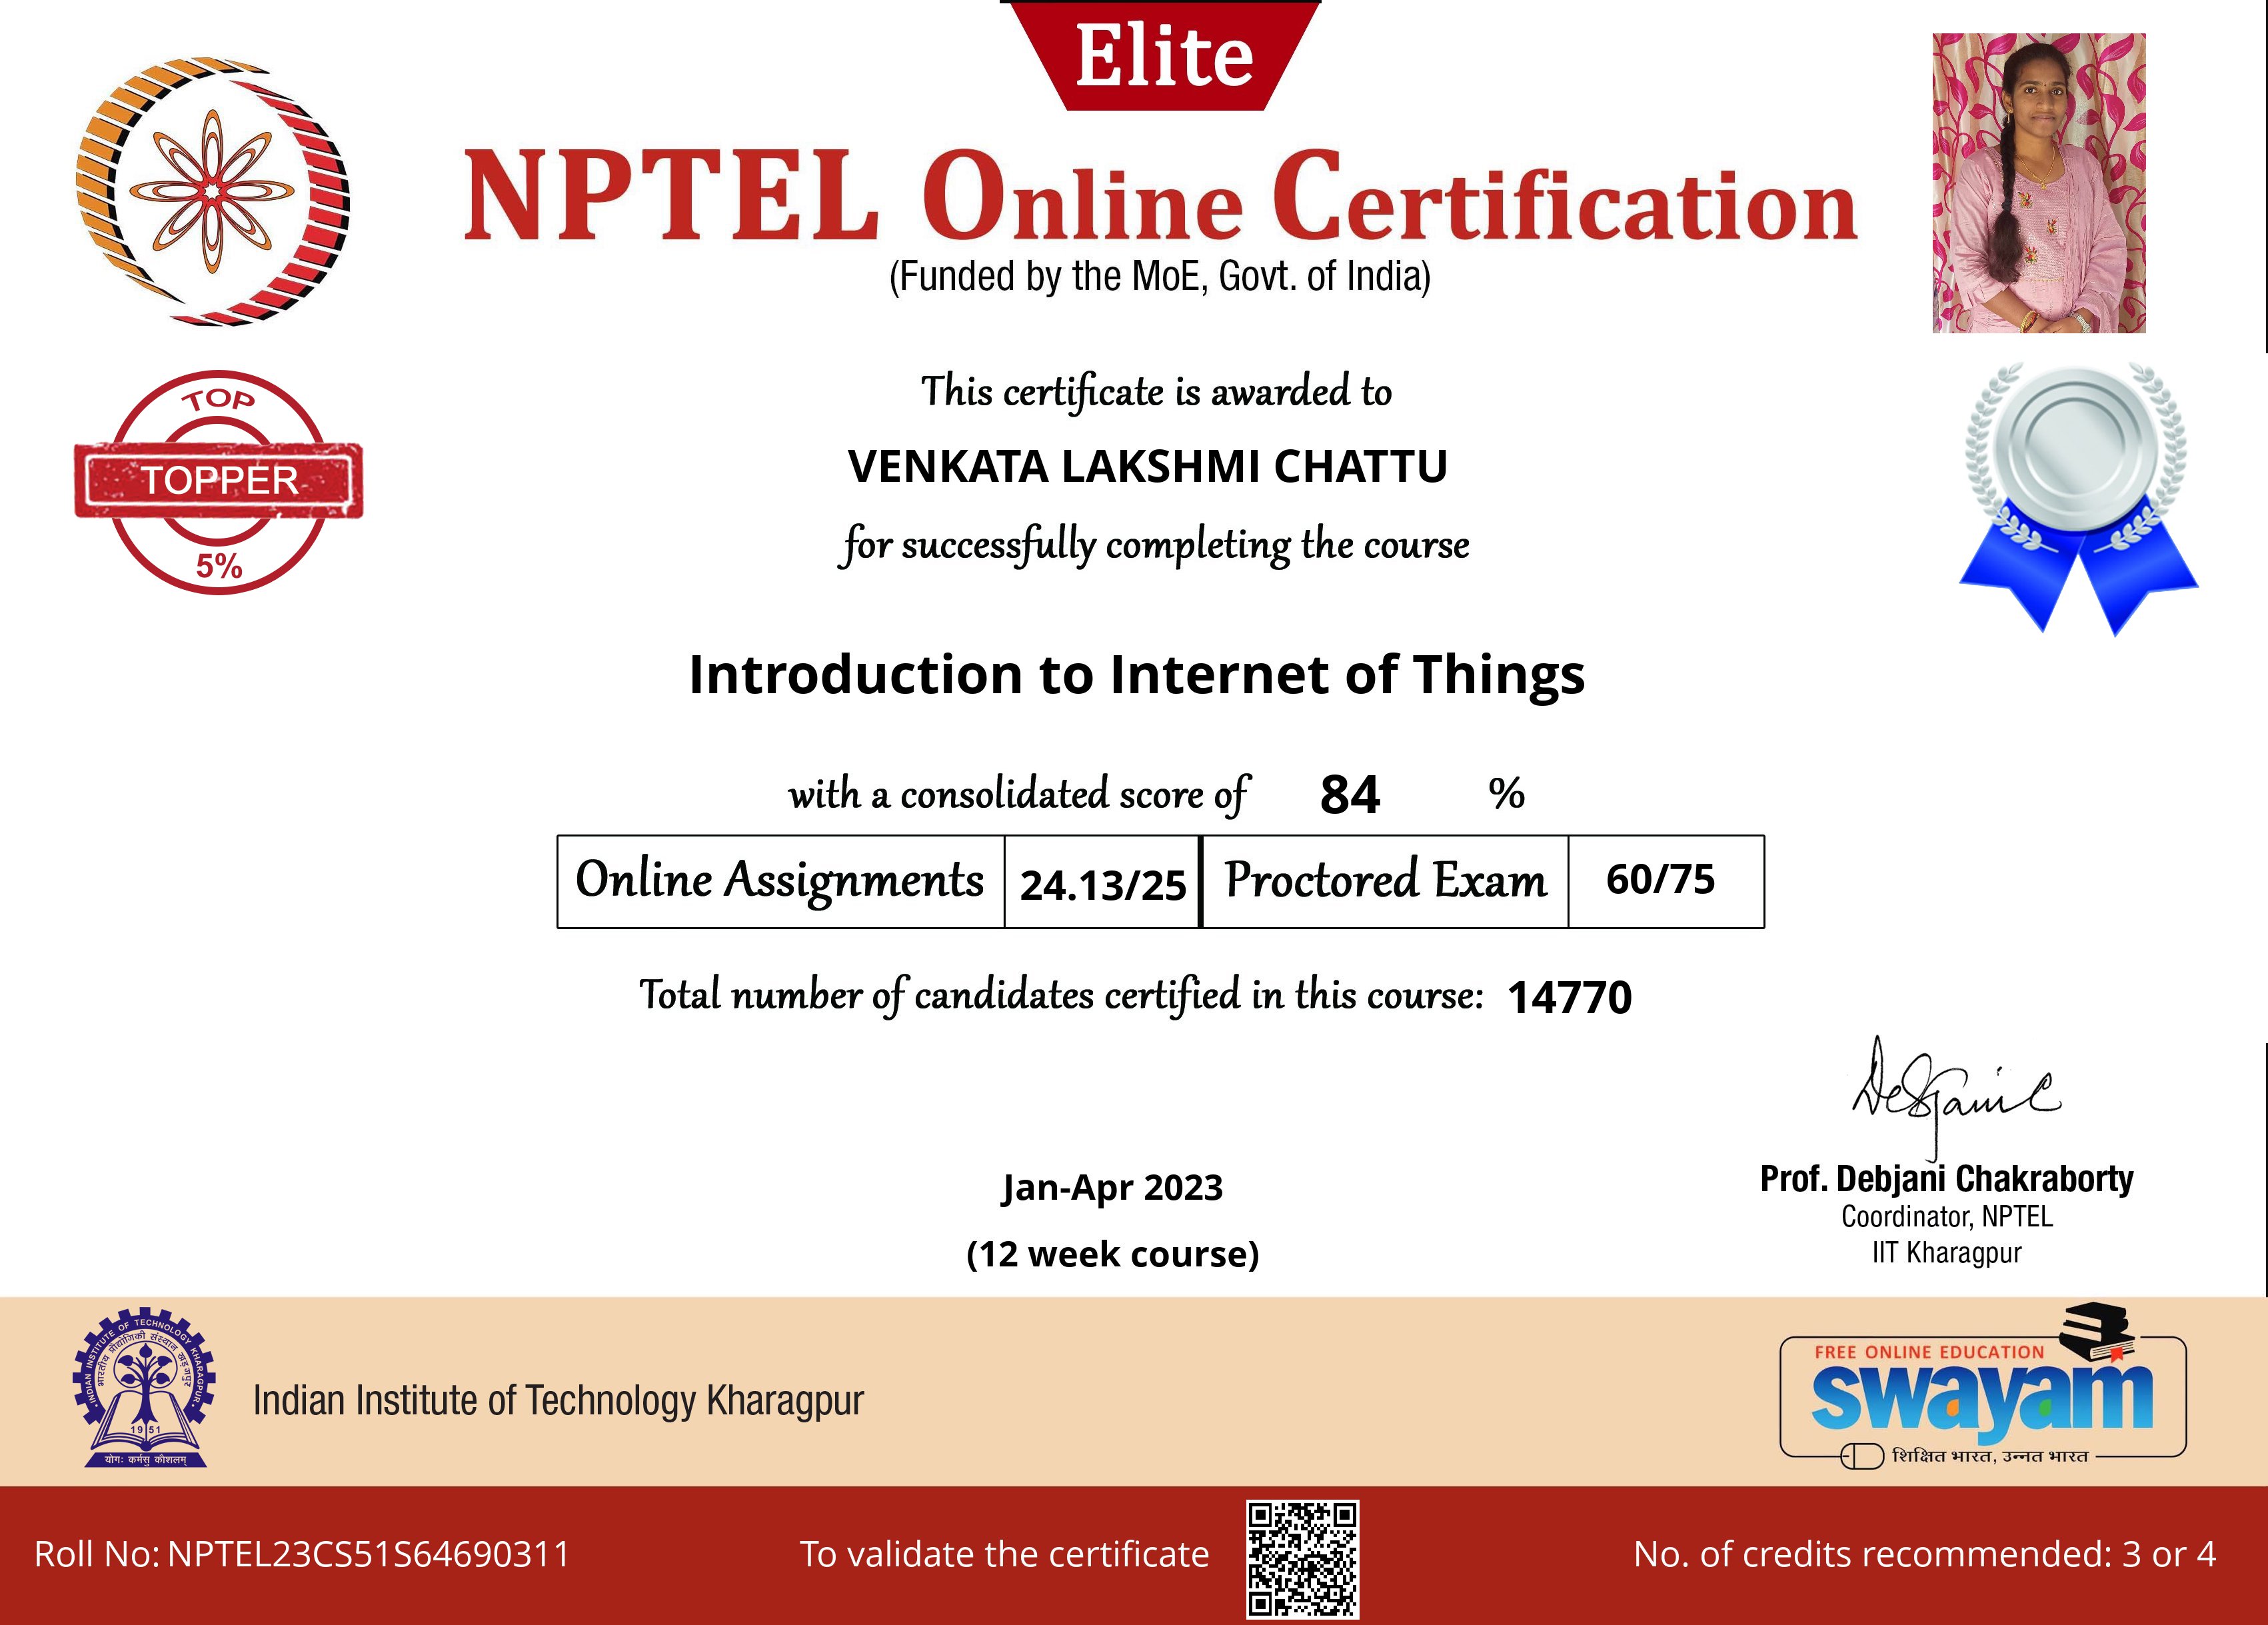 Elite
NPTEL Online Certification
(Funded by the MoE, Govt. of India)
This certificate is awarded to
VENKATA LAKSHMI CHATTU
for successfully completing the course
TOP
TOPPER
5%
Introduction to Internet of Things
with a consolidated score of 84 %
Online Assignments 24.13/25 Proctored Exam 60/75
Total number of candidates certified in this course: 14770
Jan-Apr 2023
(12 week course)
Prof. Debjani Chakraborty
Coordinator, NPTEL
IIT Kharagpur
INDIAN INSTITUTE OF TECHNOLOGY KHARAGPUR
भारतीय प्रौद्योगिकी संस्थान खड़गपुर
1951
योगः कर्मसु कौशलम्
Indian Institute of Technology Kharagpur
FREE ONLINE EDUCATION
swayam
शिक्षित भारत, उन्नत भारत
Roll No: NPTEL23CS51S64690311
To validate the certificate
No. of credits recommended: 3 or 4